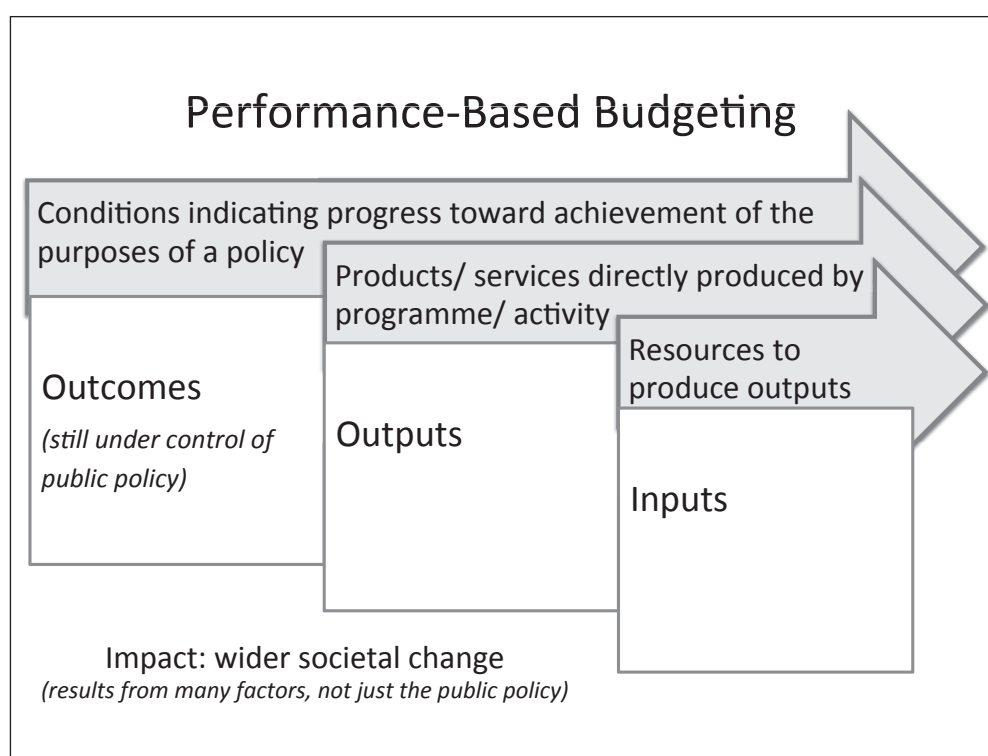 Performance-Based Budgeting
Conditions indicating progress toward achievement of the
purposes of a policy
Products/ services directly produced by
programme/ activity
Resources to
produce outputs
Outcomes
(still under control of
public policy)
Outputs
Inputs
Impact: wider societal change
(results from many factors, not just the public policy)